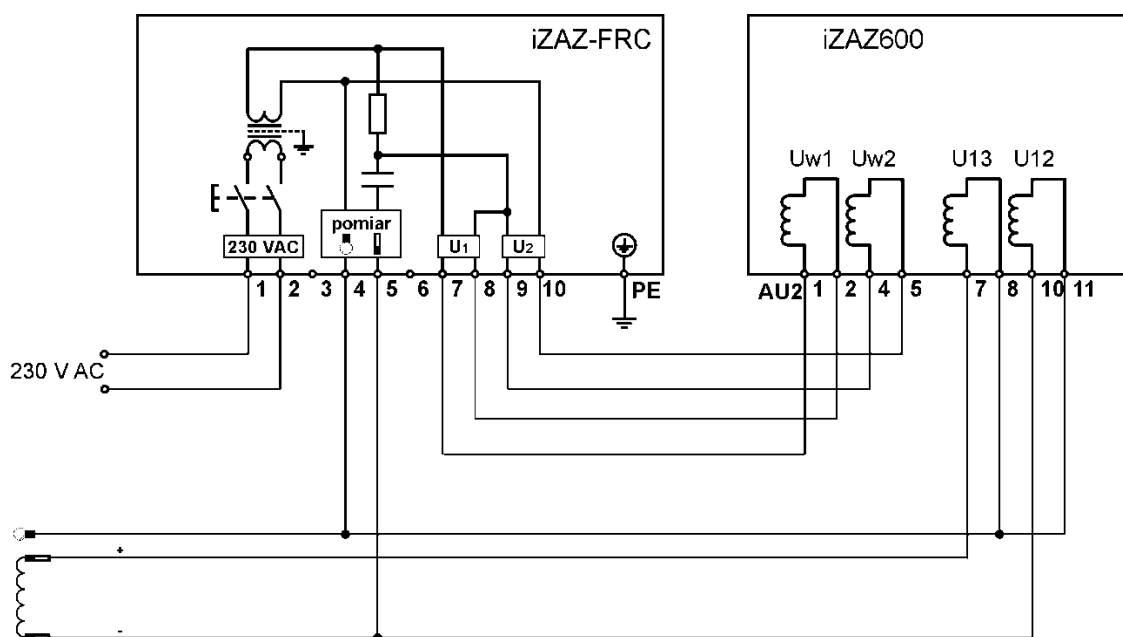 iZAZ-FRC
iZAZ600
Uw1 Uw2 U13 U12
pomiar
230 VAC
U1 U2
1 2 3 4 5 6 7 8 9 10 PE
AU2 1 2 4 5 7 8 10 11
230 V AC
+
-